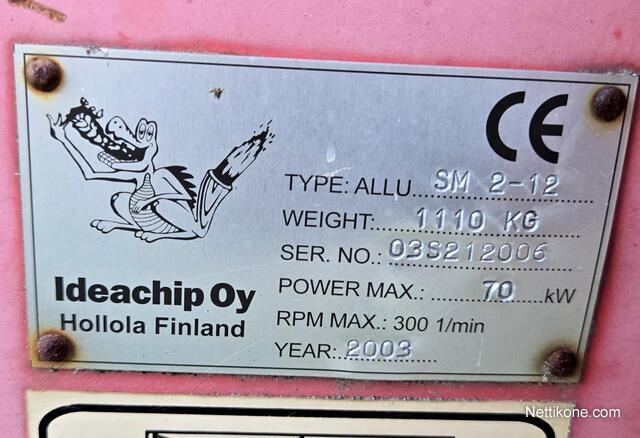 CE
TYPE: ALLU SM 2-12
WEIGHT: 1110 KG
SER. NO.: 03S212006
POWER MAX.: 70 kW
RPM MAX.: 300 1/min
YEAR: 2003
Ideachip Oy
Hollola Finland
Nettikone.com